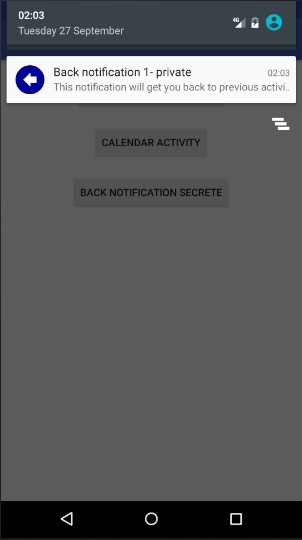 02:03
4G
Tuesday 27 September
Back notification 1- private 02:03
This notification will get you back to previous activi..
CALENDAR ACTIVITY
BACK NOTIFICATION SECRETE